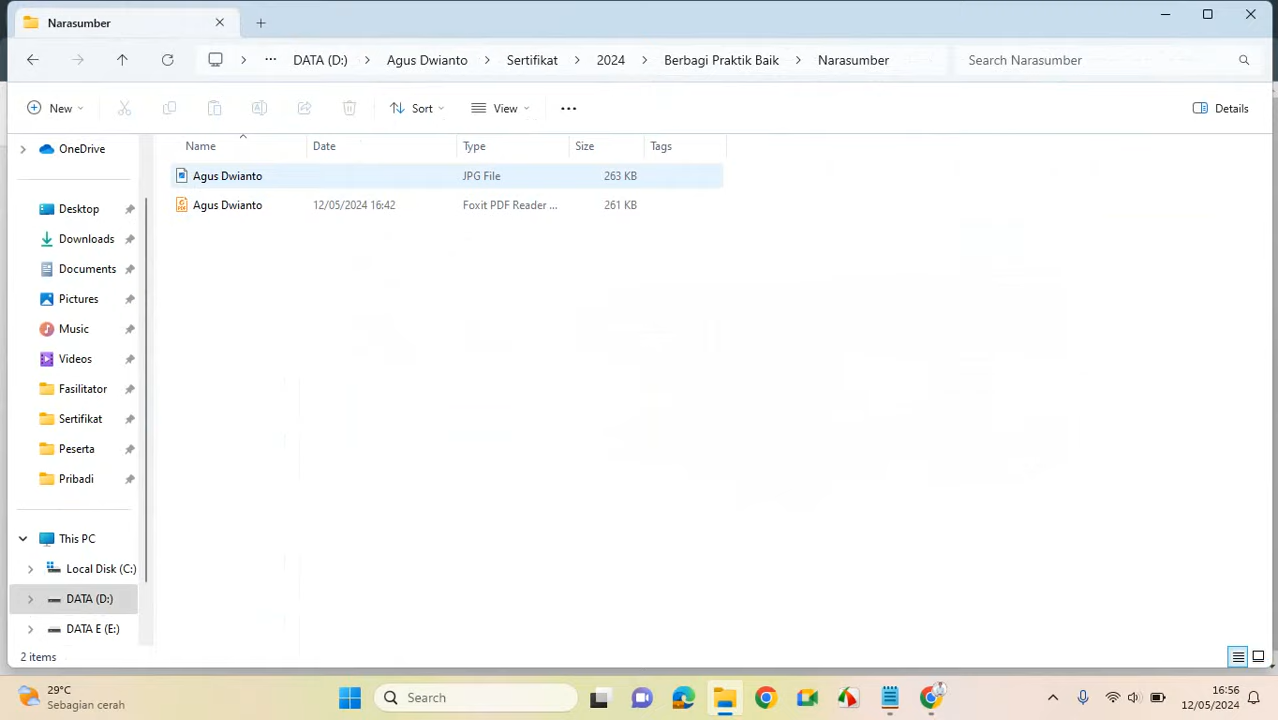 Narasumber
DATA (D:) Agus Dwianto Sertifikat 2024 Berbagi Praktik Baik Narasumber Search Narasumber
New Sort View Details
Name Date Type Size Tags
Agus Dwianto JPG File 263 KB
Agus Dwianto 12/05/2024 16:42 Foxit PDF Reader ... 261 KB
OneDrive
Desktop
Downloads
Documents
Pictures
Music
Videos
Fasilitator
Sertifikat
Peserta
Pribadi
This PC
Local Disk (C:)
DATA (D:)
DATA E (E:)
2 items
29°C
Sebagian cerah
Search
16:56
12/05/2024